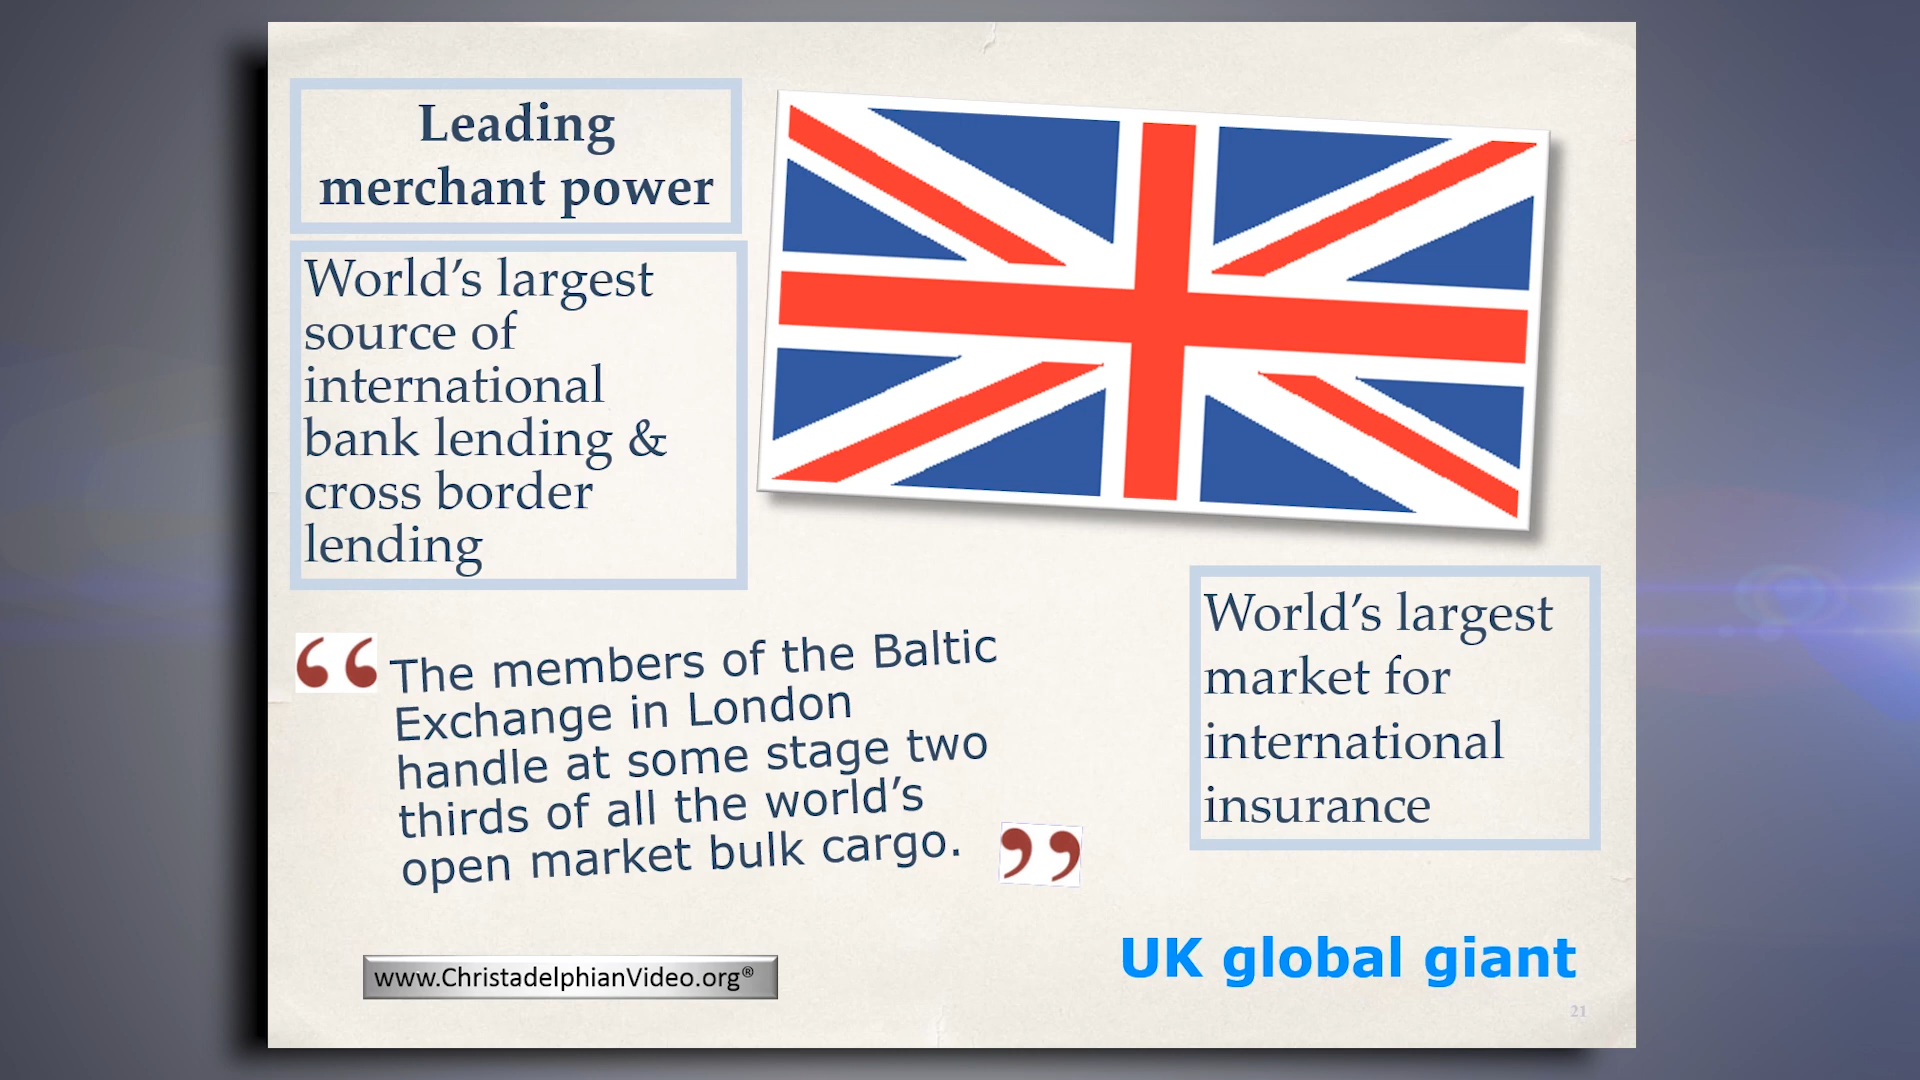 Leading
merchant power
World’s largest
source of
international
bank lending &
cross border
lending
“
The members of the Baltic
Exchange in London
handle at some stage two
thirds of all the world’s
open market bulk cargo.
”
World’s largest
market for
international
insurance
UK global giant
www.ChristadelphianVideo.org®
21